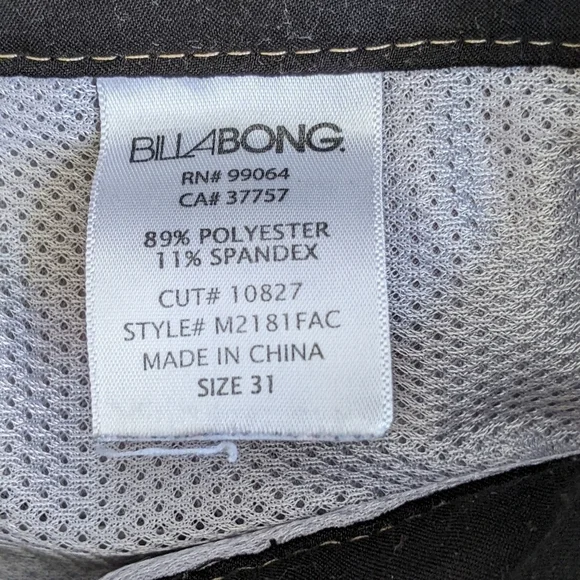 BILLABONG.
RN# 99064
CA# 37757
89% POLYESTER
11% SPANDEX
CUT# 10827
STYLE# M2181FAC
MADE IN CHINA
SIZE 31